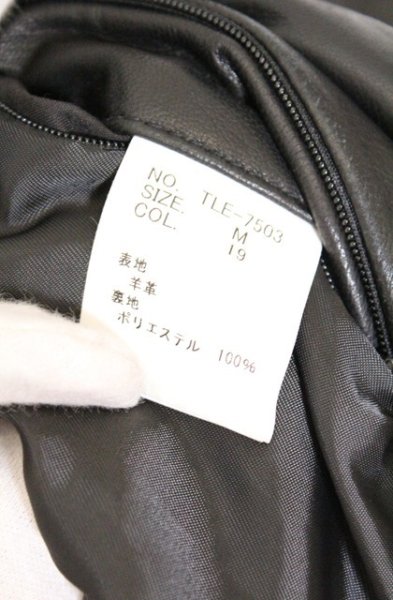 NO. TLE-7503
SIZE. M
COL. 19
表地
羊革
裏地
ポリエステル 100%